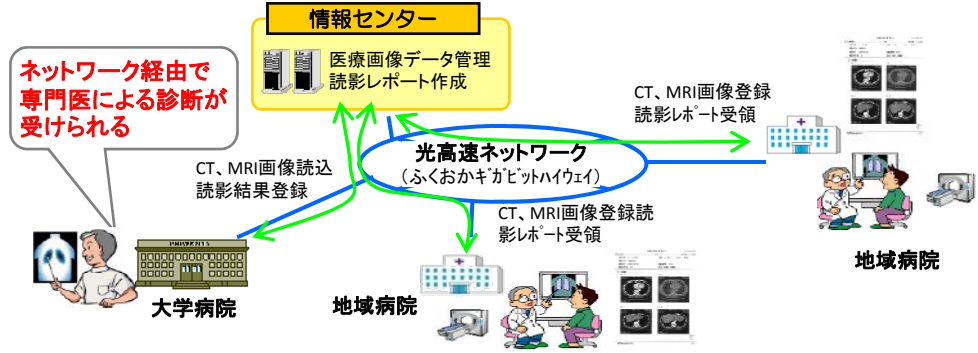 情報センター
医療画像データ管理
読影レポート作成
ネットワーク経由で
専門医による診断が
受けられる
CT、MRI画像登録
読影ﾚﾎﾟｰﾄ受領
光高速ネットワーク
（ふくおかｷﾞｶﾞﾋﾞｯﾄﾊｲｳｪｲ）
CT、MRI画像読込
読影結果登録
CT、MRI画像登録読
影ﾚﾎﾟｰﾄ受領
UNIVERSITY
大学病院
地域病院
地域病院